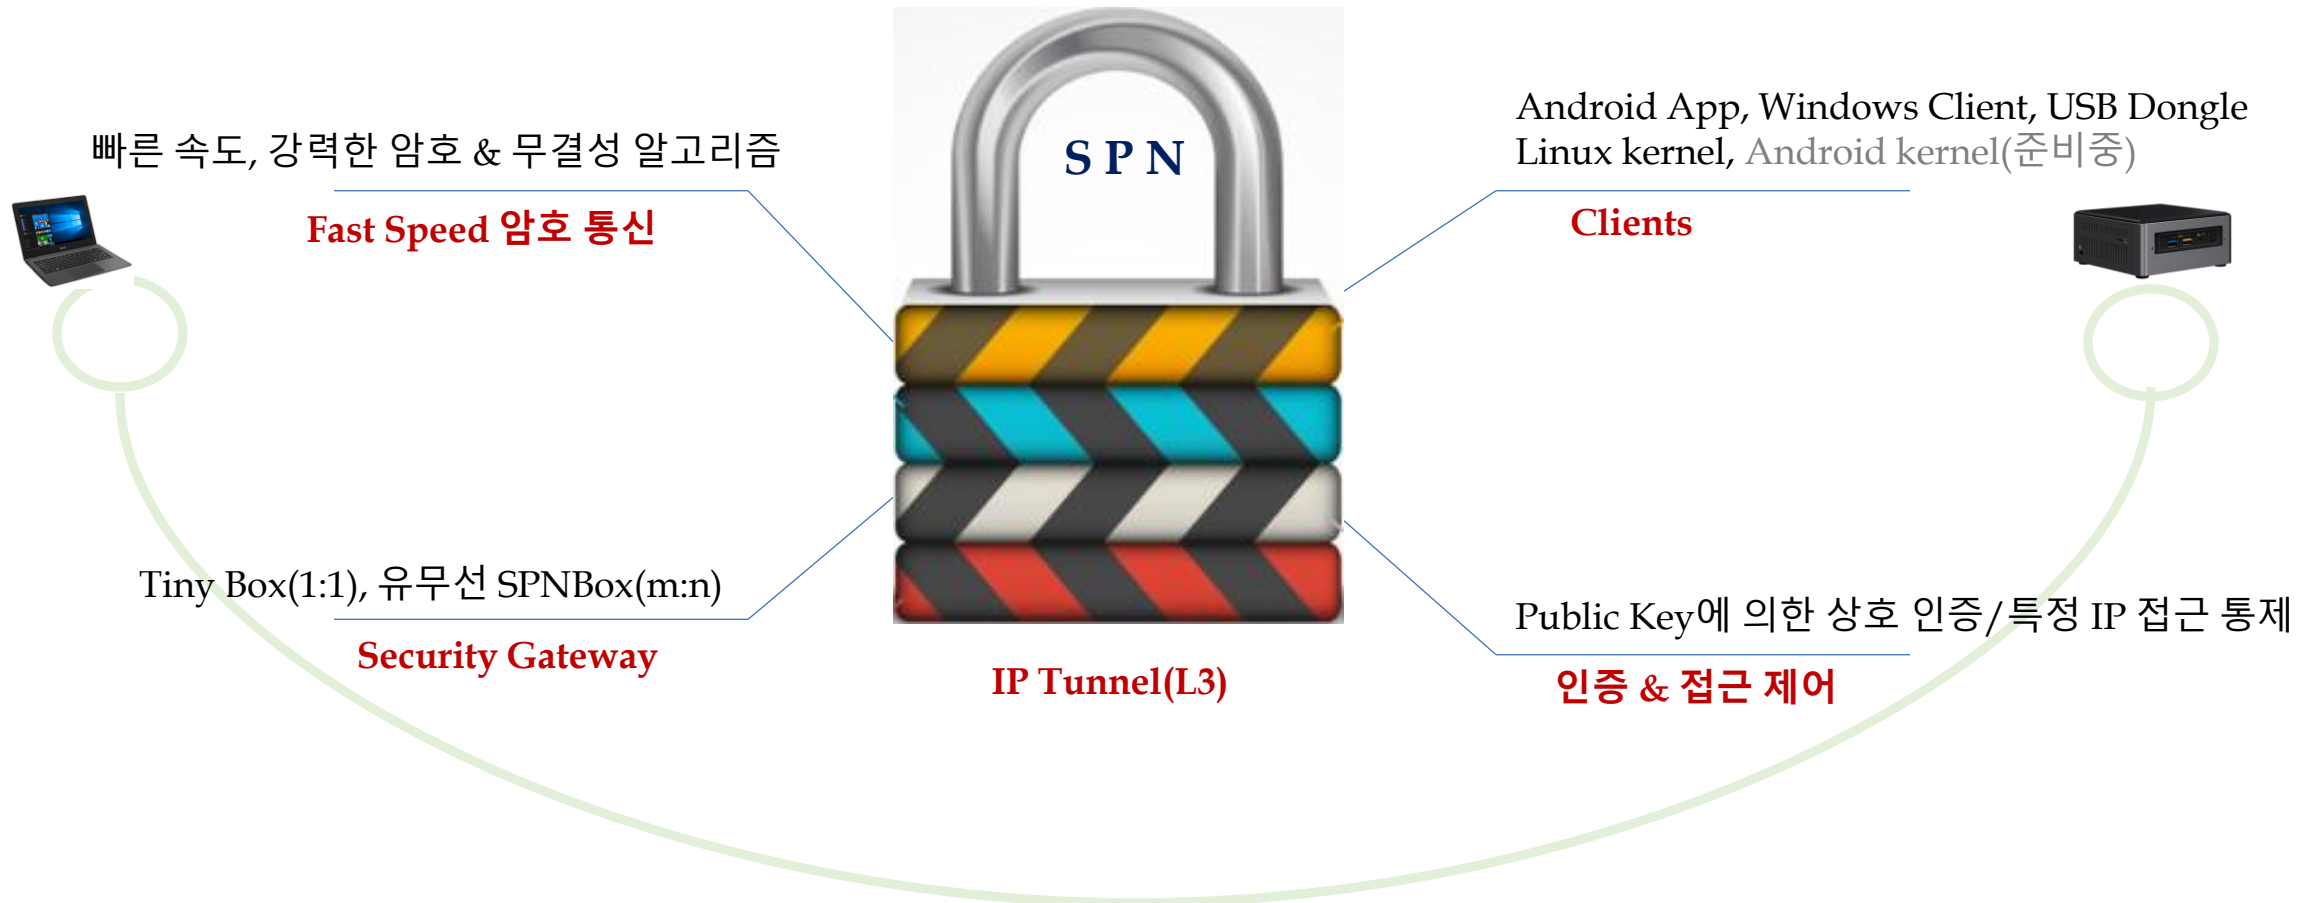 S P N
빠른 속도, 강력한 암호 & 무결성 알고리즘
Fast Speed 암호 통신
Android App, Windows Client, USB Dongle
Linux kernel, Android kernel(준비중)
Clients
Tiny Box(1:1), 유무선 SPNBox(m:n)
Security Gateway
IP Tunnel(L3)
Public Key에 의한 상호 인증/특정 IP 접근 통제
인증 & 접근 제어